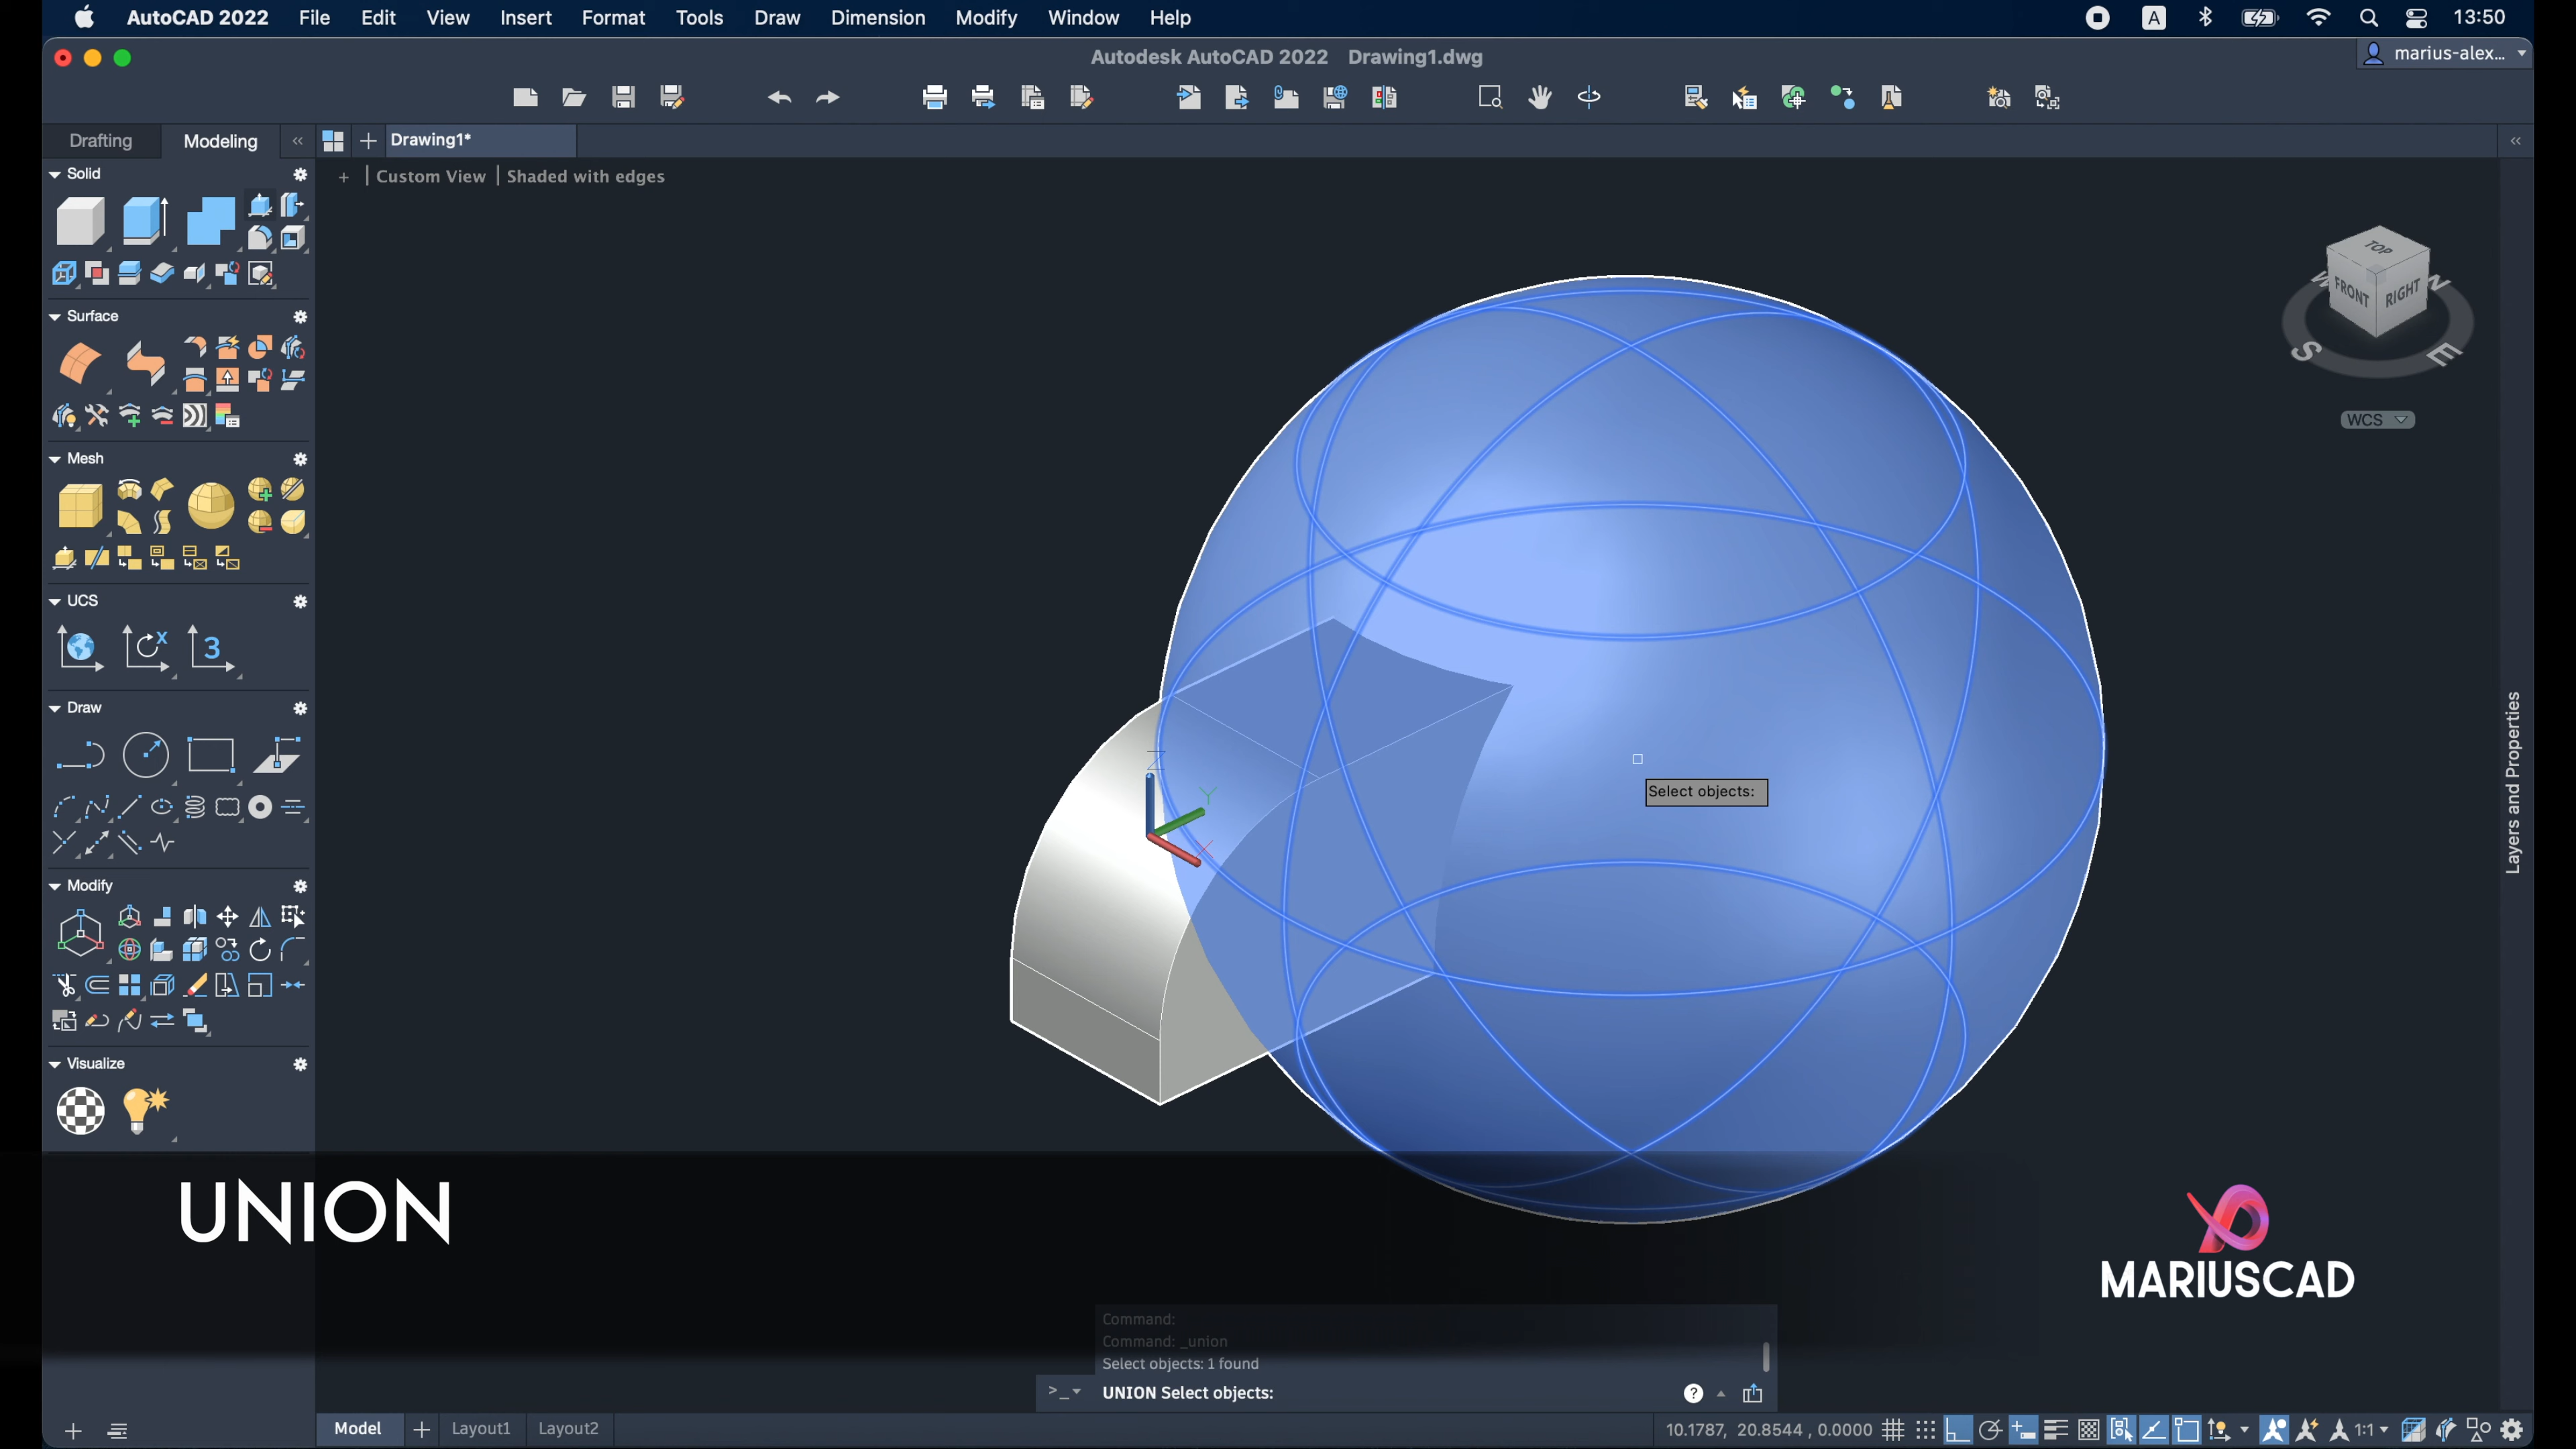 AutoCAD 2022 File Edit View Insert Format Tools Draw Dimension Modify Window Help A 13:50
Autodesk AutoCAD 2022 Drawing1.dwg marius-alex...
Drafting Modeling Drawing1*
Solid
+ Custom View Shaded with edges
TOP
FRONT RIGHT
W N
S E
WCS
Surface
Mesh
UCS
X 3
Draw
Z
Y
X
Select objects:
Layers and Properties
Modify
Visualize
UNION
MARIUSCAD
Command:
Command: _union
Select objects: 1 found
>_ UNION Select objects: ?
Model + Layout1 Layout2 10.1787, 20.8544 , 0.0000 1:1